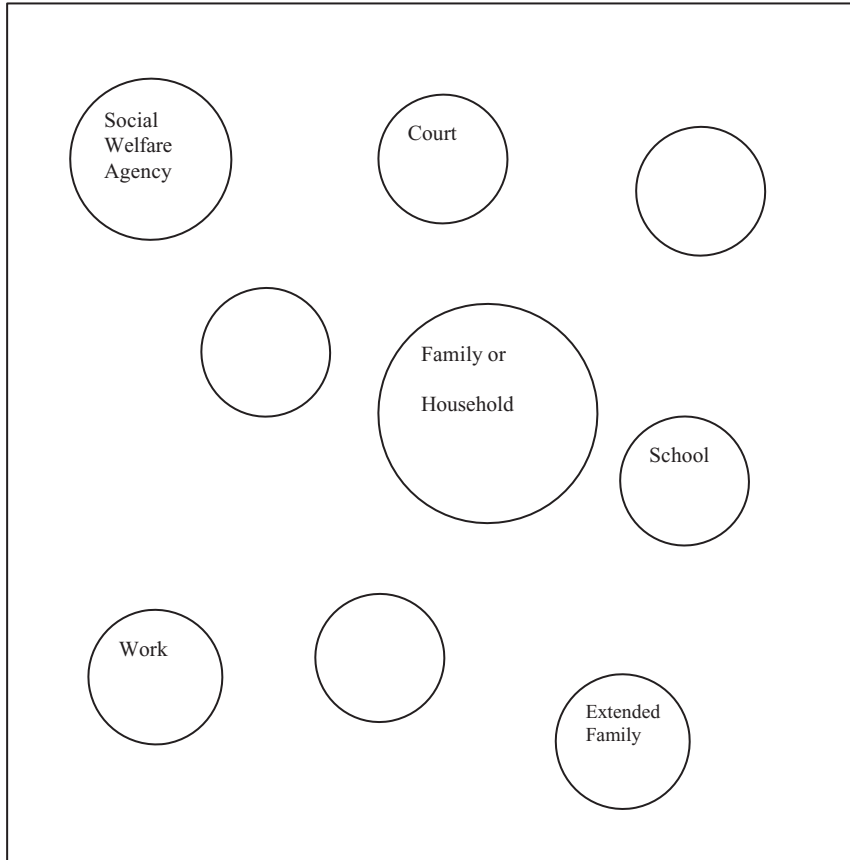 Social
Welfare
Agency
Court
Family or
Household
School
Work
Extended
Family